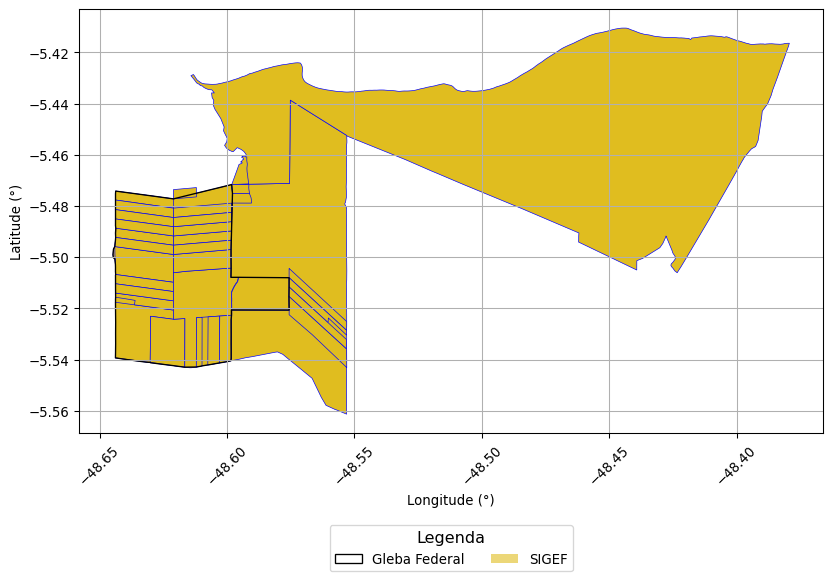 −5.42
−5.44
−5.46
−5.48
−5.50
−5.52
−5.54
−5.56
Latitude (°)
−48.65
−48.60
−48.55
−48.50
−48.45
−48.40
Longitude (°)
Legenda
Gleba Federal
SIGEF